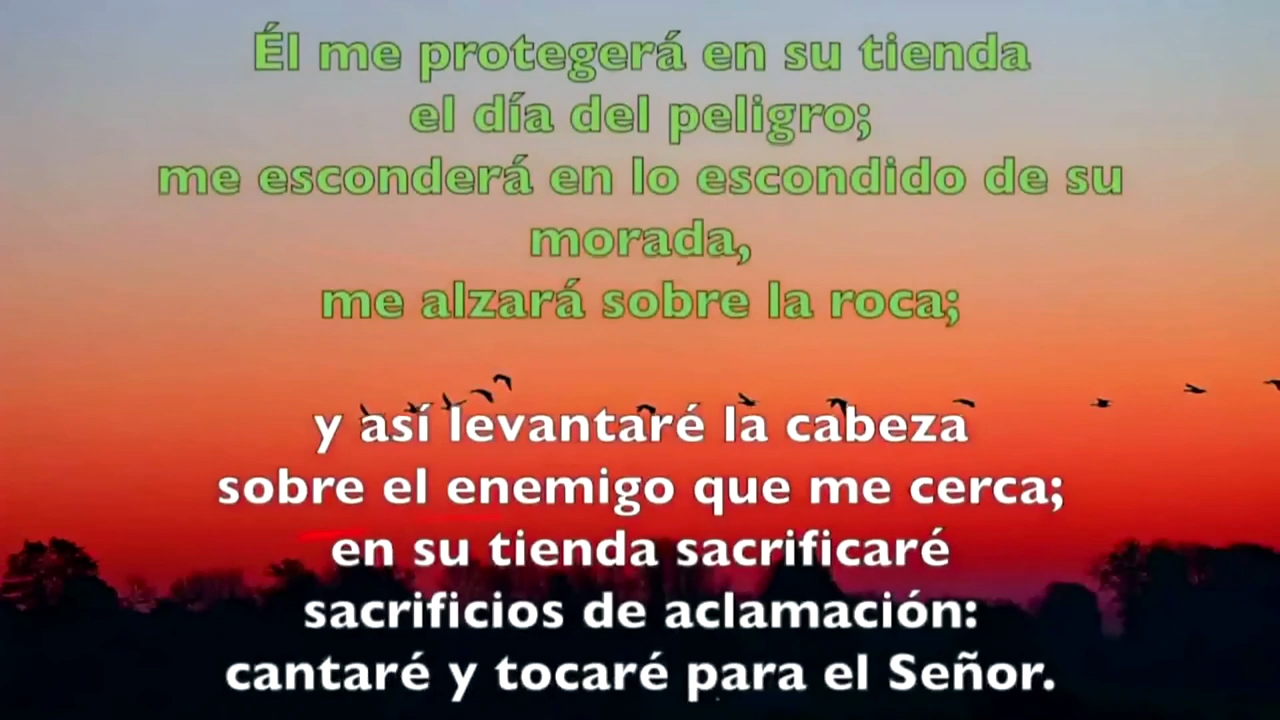 Él me protegerá en su tienda
el día del peligro;
me esconderá en lo escondido de su
morada,
me alzará sobre la roca;
y así levantaré la cabeza
sobre el enemigo que me cerca;
en su tienda sacrificaré
sacrificios de aclamación:
cantaré y tocaré para el Señor.